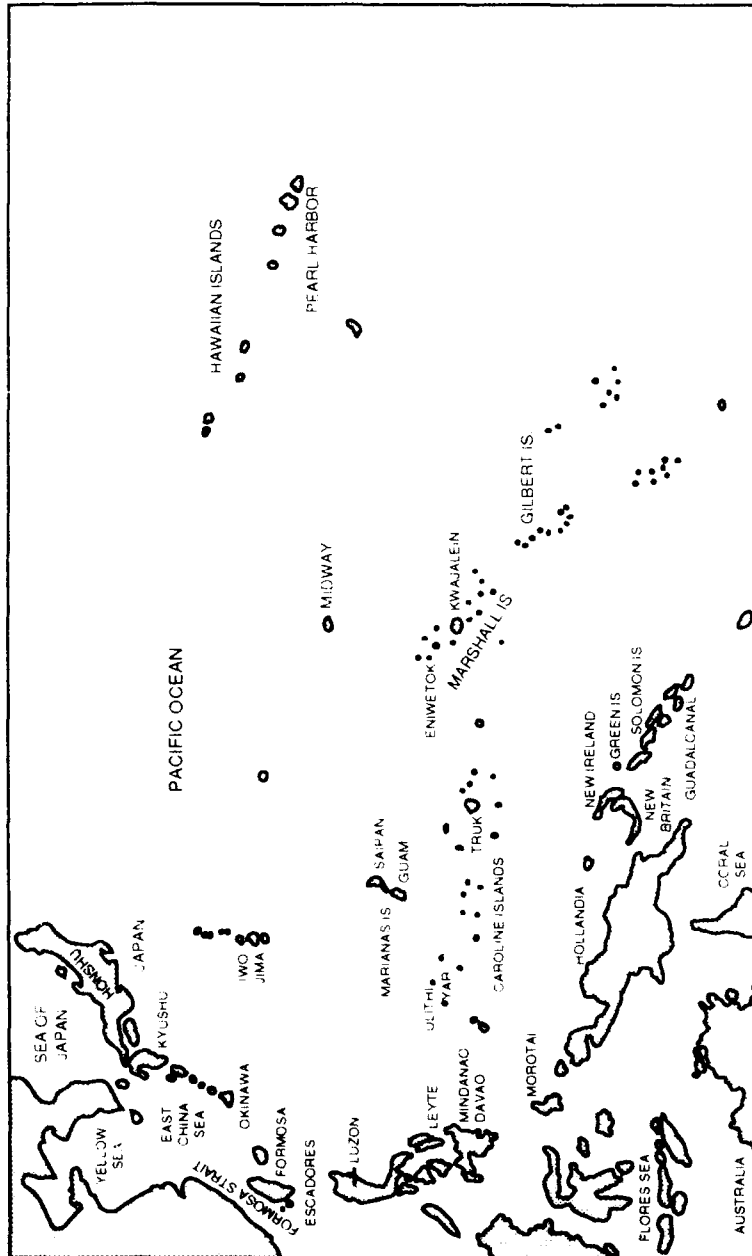 SEA OF
JAPAN
HONSHU
JAPAN
YELLOW
SEA
KYUSHU
EAST
CHINA
SEA
OKINAWA
IWO
JIMA
PACIFIC OCEAN
HAWAIIAN ISLANDS
PEARL HARBOR
MIDWAY
FORMOSA STRAIT
FORMOSA
ESCADORES
LUZON
MARIANAS IS
SAIPAN
GUAM
LEYTE
MINDANAO
DAVAO
ULITHI
YAP
CAROLINE ISLANDS
TRUK
ENIWETOK
KWAJALEIN
MARSHALL IS
GILBERT IS.
MOROTAI
HOLLANDIA
NEW IRELAND
GREEN IS
SOLOMON IS
NEW
BRITAIN
GUADALCANAL
FLORES SEA
AUSTRALIA
CORAL
SEA